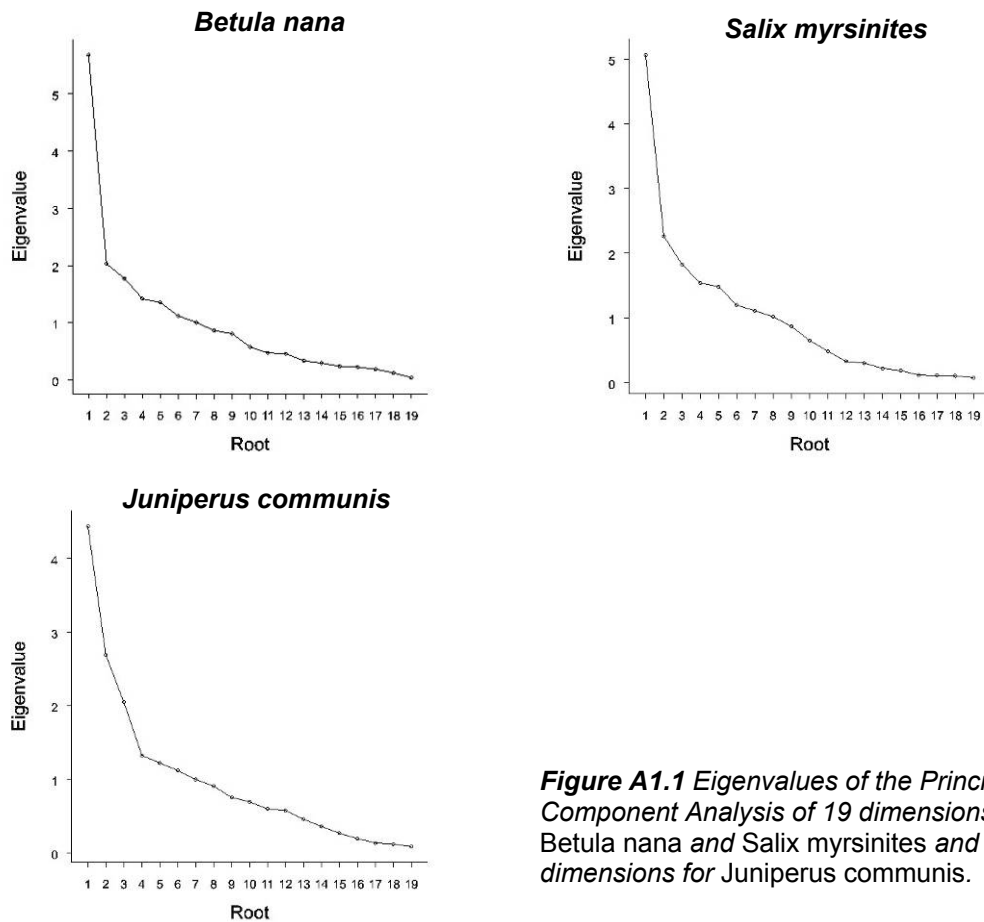 Betula nana
Eigenvalue
5
4
3
2
1
0
1 2 3 4 5 6 7 8 9 10 11 12 13 14 15 16 17 18 19
Root
Salix myrsinites
Eigenvalue
5
4
3
2
1
0
1 2 3 4 5 6 7 8 9 10 11 12 13 14 15 16 17 18 19
Root
Juniperus communis
Eigenvalue
4
3
2
1
0
1 2 3 4 5 6 7 8 9 10 11 12 13 14 15 16 17 18 19
Root
Figure A1.1 Eigenvalues of the Princi
Component Analysis of 19 dimensions
Betula nana and Salix myrsinites and
dimensions for Juniperus communis.